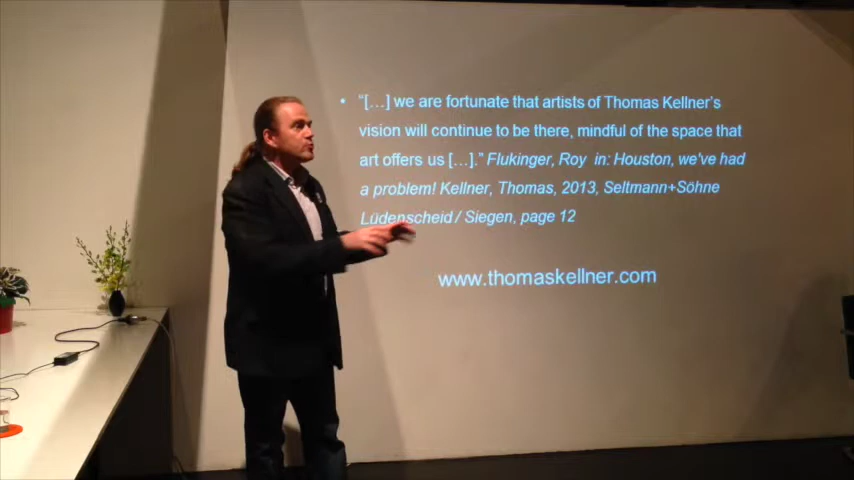 • “[…] we are fortunate that artists of Thomas Kellner’s
vision will continue to be there, mindful of the space that
art offers us […].” Flukinger, Roy in: Houston, we've had
a problem! Kellner, Thomas, 2013, Seltmann+Söhne
Lüdenscheid / Siegen, page 12
www.thomaskellner.com